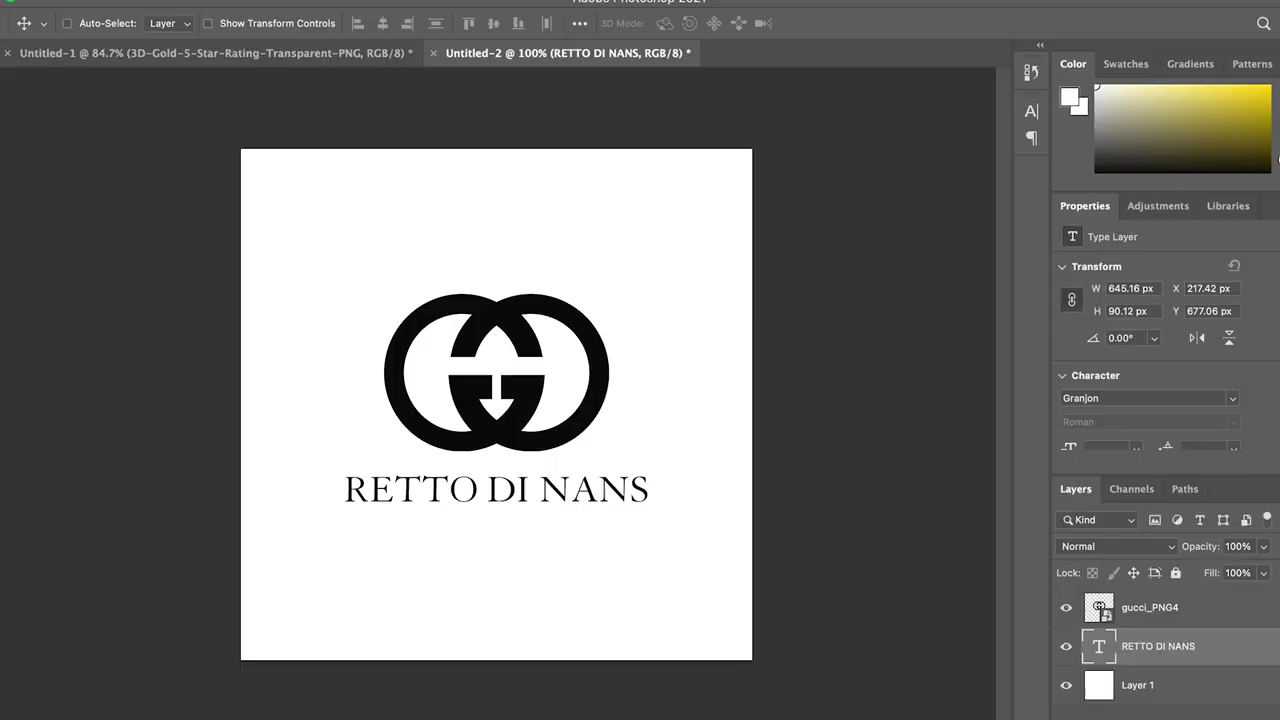 Auto-Select: Layer Show Transform Controls 3D Mode:
Untitled-1 @ 84.7% (3D-Gold-5-Star-Rating-Transparent-PNG, RGB/8) * Untitled-2 @ 100% (RETTO DI NANS, RGB/8) *
RETTO DI NANS
Color Swatches Gradients Patterns
Properties Adjustments Libraries
T Type Layer
Transform
W 645.16 px X 217.42 px
H 90.12 px Y 677.06 px
0.00°
Character
Granjon
Roman
Layers Channels Paths
Kind
Normal Opacity: 100%
Lock: Fill: 100%
gucci_PNG4
T RETTO DI NANS
Layer 1